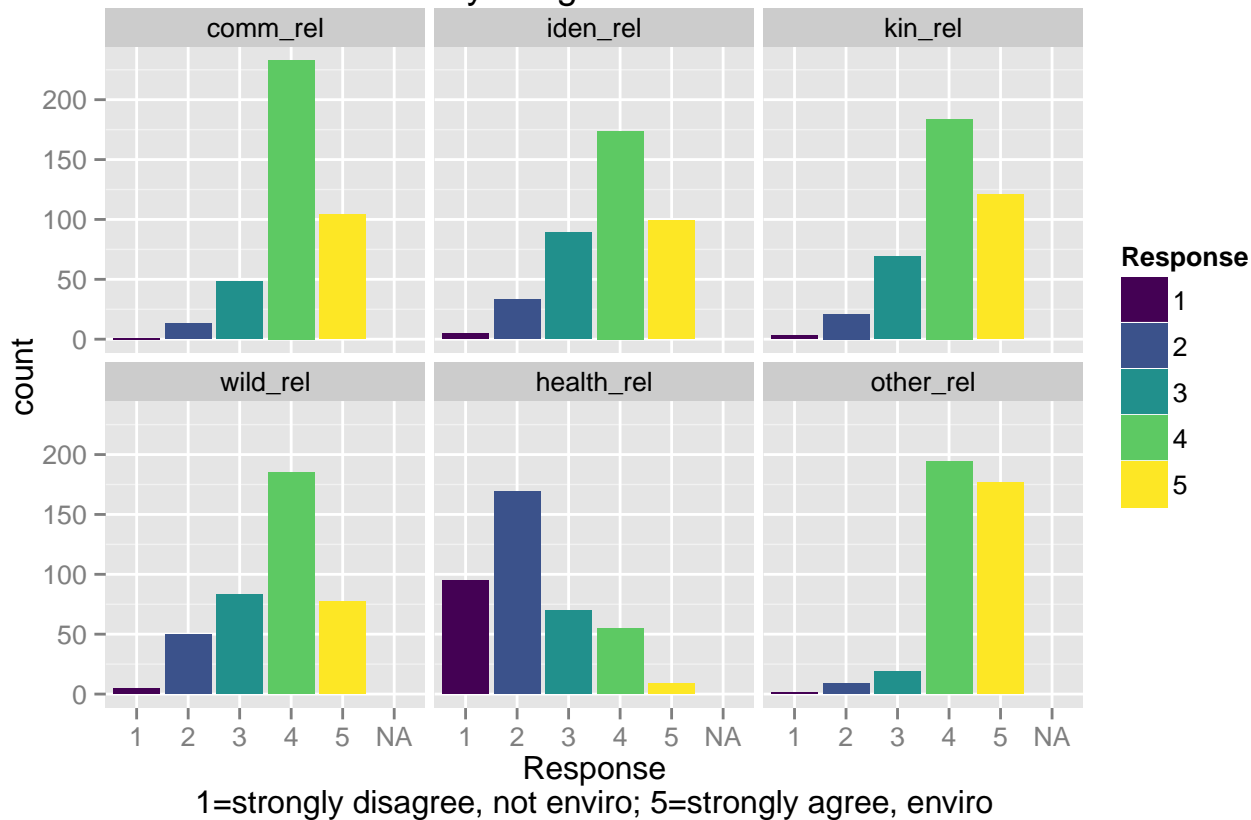 comm_rel iden_rel kin_rel
200
150
100
50
0
wild_rel health_rel other_rel
200
150
100
50
0
count
1 2 3 4 5 NA 1 2 3 4 5 NA 1 2 3 4 5 NA
Response
1=strongly disagree, not enviro; 5=strongly agree, enviro
Response
1
2
3
4
5